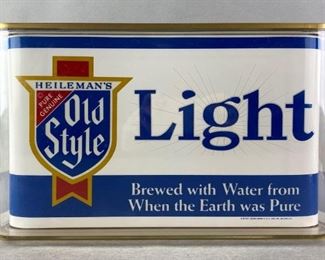 HEILEMAN'S
PURE
GENUINE
Old
Style
Light
Brewed with Water from
When the Earth was Pure